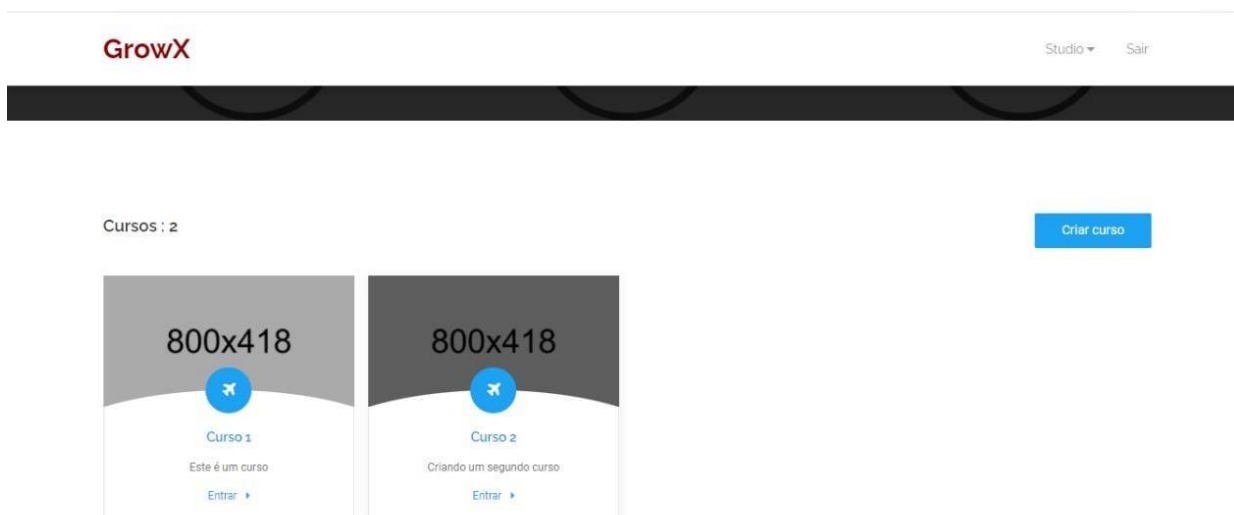 GrowX
Studio
Sair
Cursos : 2
Criar curso
800x418
800x418
Curso 1
Este é um curso
Entrar
Curso 2
Criando um segundo curso
Entrar